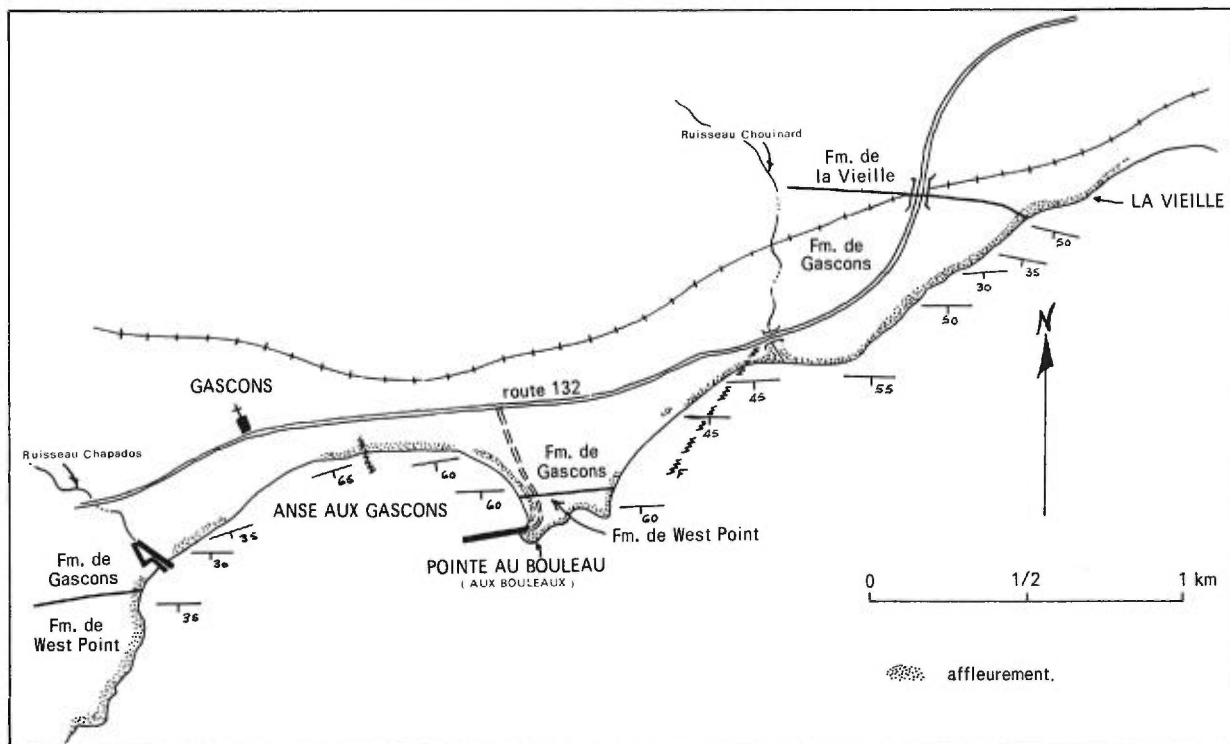 Ruisseau Chouinard
Fm. de
la Vieille
LA VIEILLE
50
Fm. de
Gascons
35
30
50
N
GASCONS
route 132
45
55
45
Ruisseau Chapados
65
60
Fm. de
Gascons
60
ANSE AUX GASCONS
60
Fm. de West Point
35
30
POINTE AU BOULEAU
( AUX BOULEAUX )
Fm. de
Gascons
35
Fm. de
West Point
F
0 1/2 1 km
affleurement.